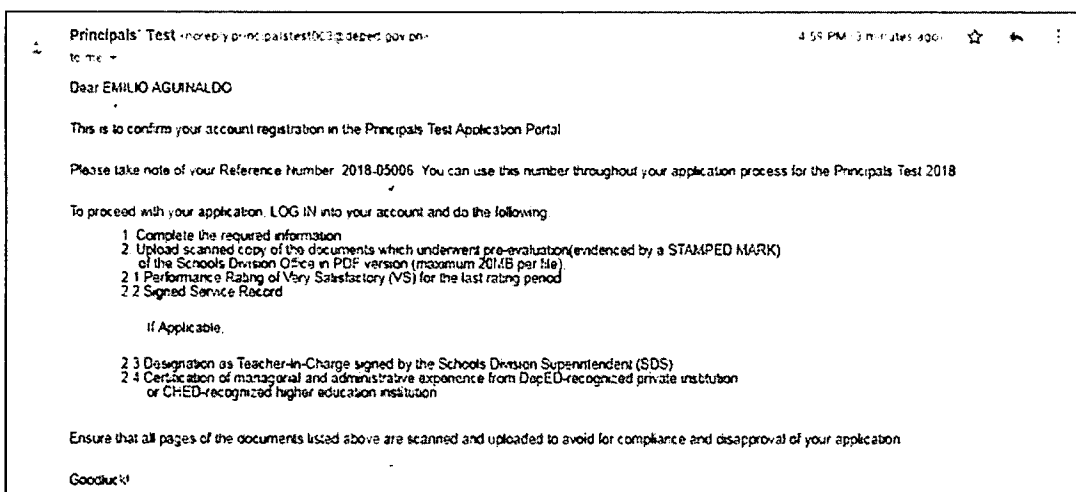 Principals' Test 4:59 PM (3 minutes ago)
to me
Dear EMILIO AGUINALDO
This is to confirm your account registration in the Principals Test Application Portal
Please take note of your Reference Number 2018-05006 You can use this number throughout your application process for the Principals Test 2018
To proceed with your application, LOG IN into your account and do the following
1 Complete the required information
2 Upload scanned copy of the documents which underwent pre-evaluation(evidenced by a STAMPED MARK)
of the Schools Division Office in PDF version (maximum 20MB per file).
2 1 Performance Rating of Very Satisfactory (VS) for the last rating period
2 2 Signed Service Record
If Applicable,
2 3 Designation as Teacher-In-Charge signed by the Schools Division Superintendent (SDS)
2 4 Certification of managerial and administrative experience from DepED-recognized private institution
or CHED-recognized higher education institution
Ensure that all pages of the documents listed above are scanned and uploaded to avoid for compliance and disapproval of your application
Goodluck!